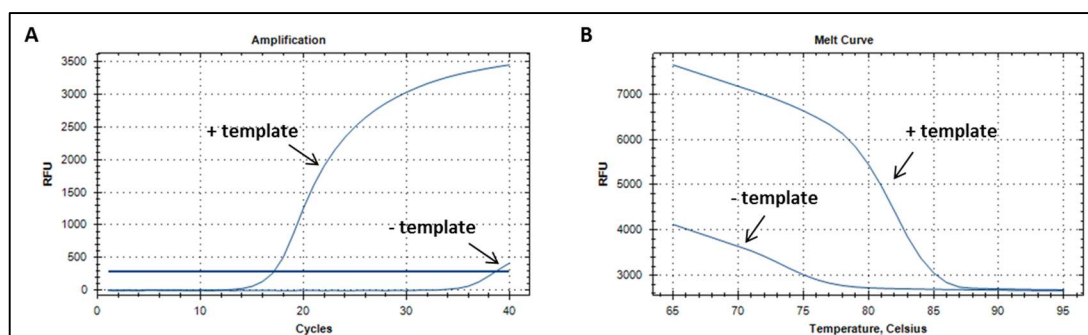 A
Amplification
3500
3000
2500
2000
1500
1000
500
0
RFU
+ template
- template
0 10 20 30 40
Cycles
B
Melt Curve
7000
6000
5000
4000
3000
RFU
+ template
- template
65 70 75 80 85 90 95
Temperature, Celsius